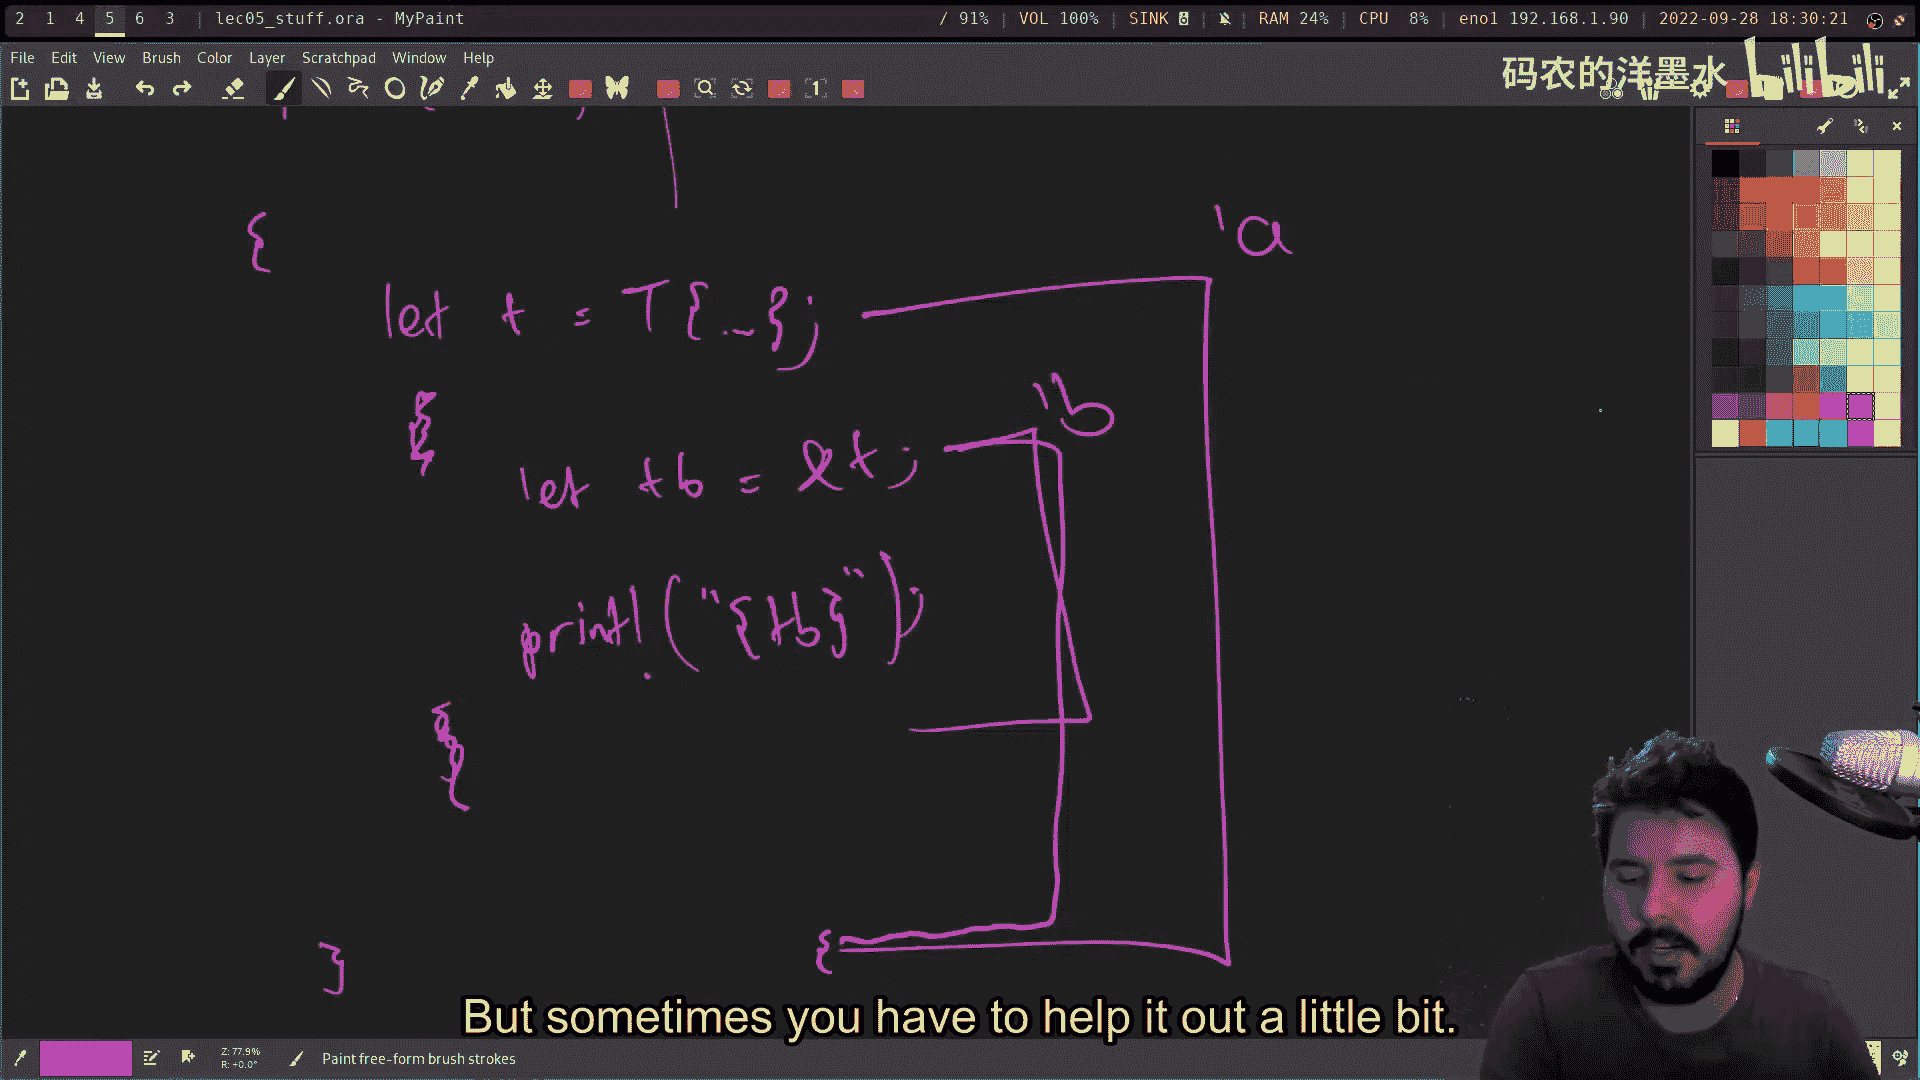 2 1 4 5 6 3 | lec05_stuff.ora - MyPaint / 91% | VOL 100% | SINK | | RAM 24% | CPU 8% | eno1 192.168.1.90 | 2022-09-28 18:30:21
File Edit View Brush Color Layer Scratchpad Window Help
码农的洋墨水 bilibili
'a
{
let t = T{..};
'b
{
let tb = &t;
print!("{tb}");
}
}
But sometimes you have to help it out a little bit.
Z: 77.9%
R: +0.0°
Paint free-form brush strokes